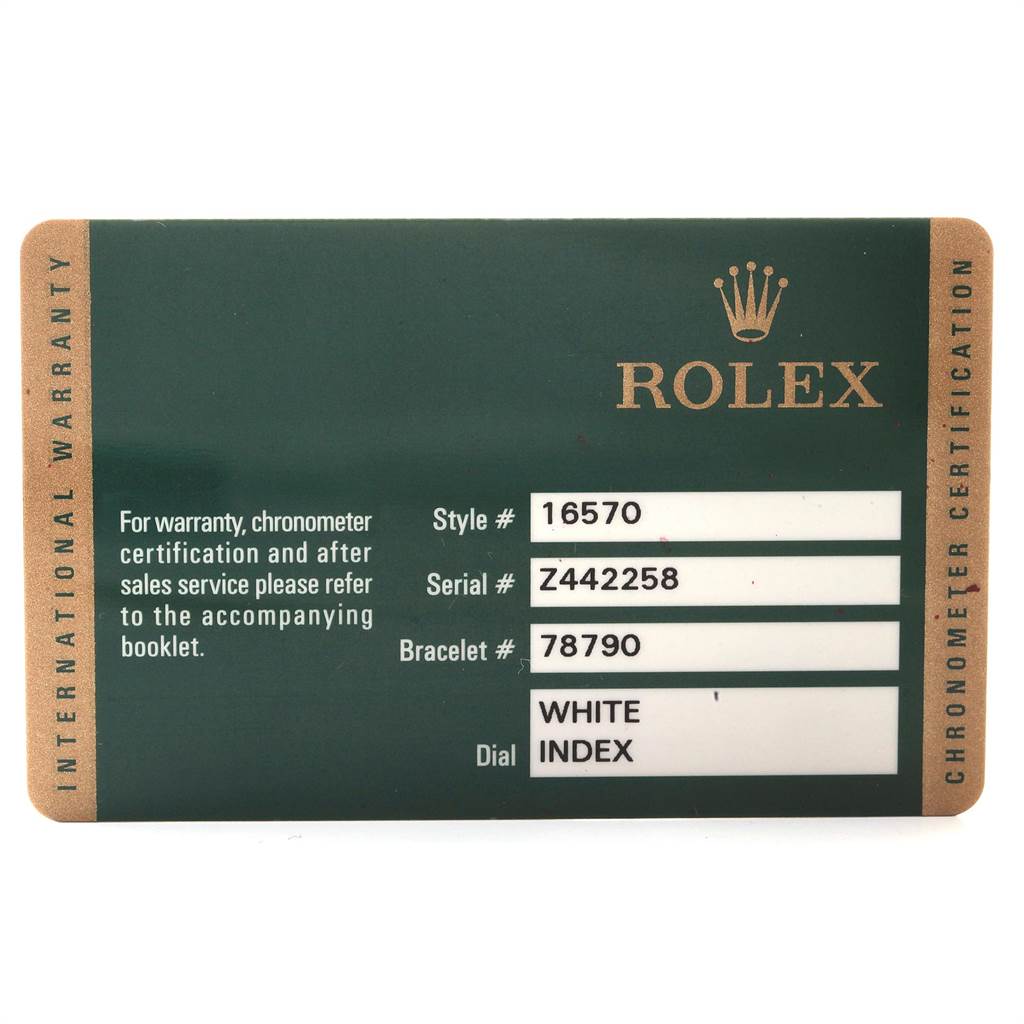 INTERNATIONAL WARRANTY
ROLEX
For warranty, chronometer
certification and after
sales service please refer
to the accompanying
booklet.
Style # 16570
Serial # Z442258
Bracelet # 78790
Dial WHITE
INDEX
CHRONOMETER CERTIFICATION